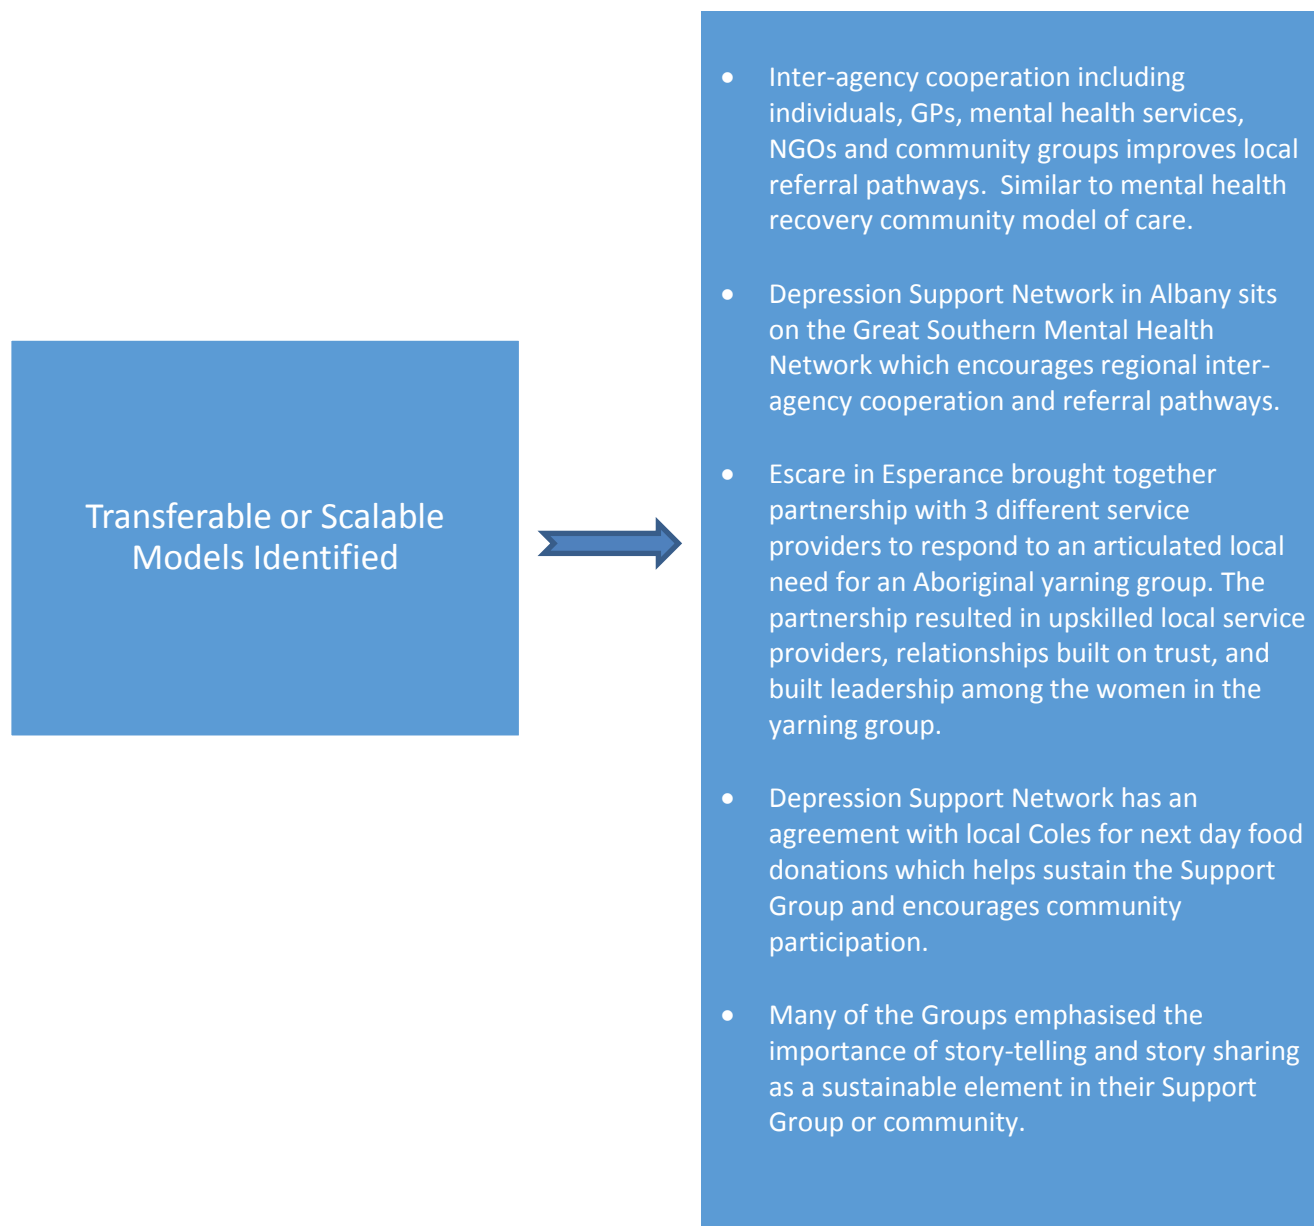 Transferable or Scalable
Models Identified
• Inter-agency cooperation including
individuals, GPs, mental health services,
NGOs and community groups improves local
referral pathways.  Similar to mental health
recovery community model of care.
• Depression Support Network in Albany sits
on the Great Southern Mental Health
Network which encourages regional inter-
agency cooperation and referral pathways.
• Escare in Esperance brought together
partnership with 3 different service
providers to respond to an articulated local
need for an Aboriginal yarning group. The
partnership resulted in upskilled local service
providers, relationships built on trust, and
built leadership among the women in the
yarning group.
• Depression Support Network has an
agreement with local Coles for next day food
donations which helps sustain the Support
Group and encourages community
participation.
• Many of the Groups emphasised the
importance of story-telling and story sharing
as a sustainable element in their Support
Group or community.